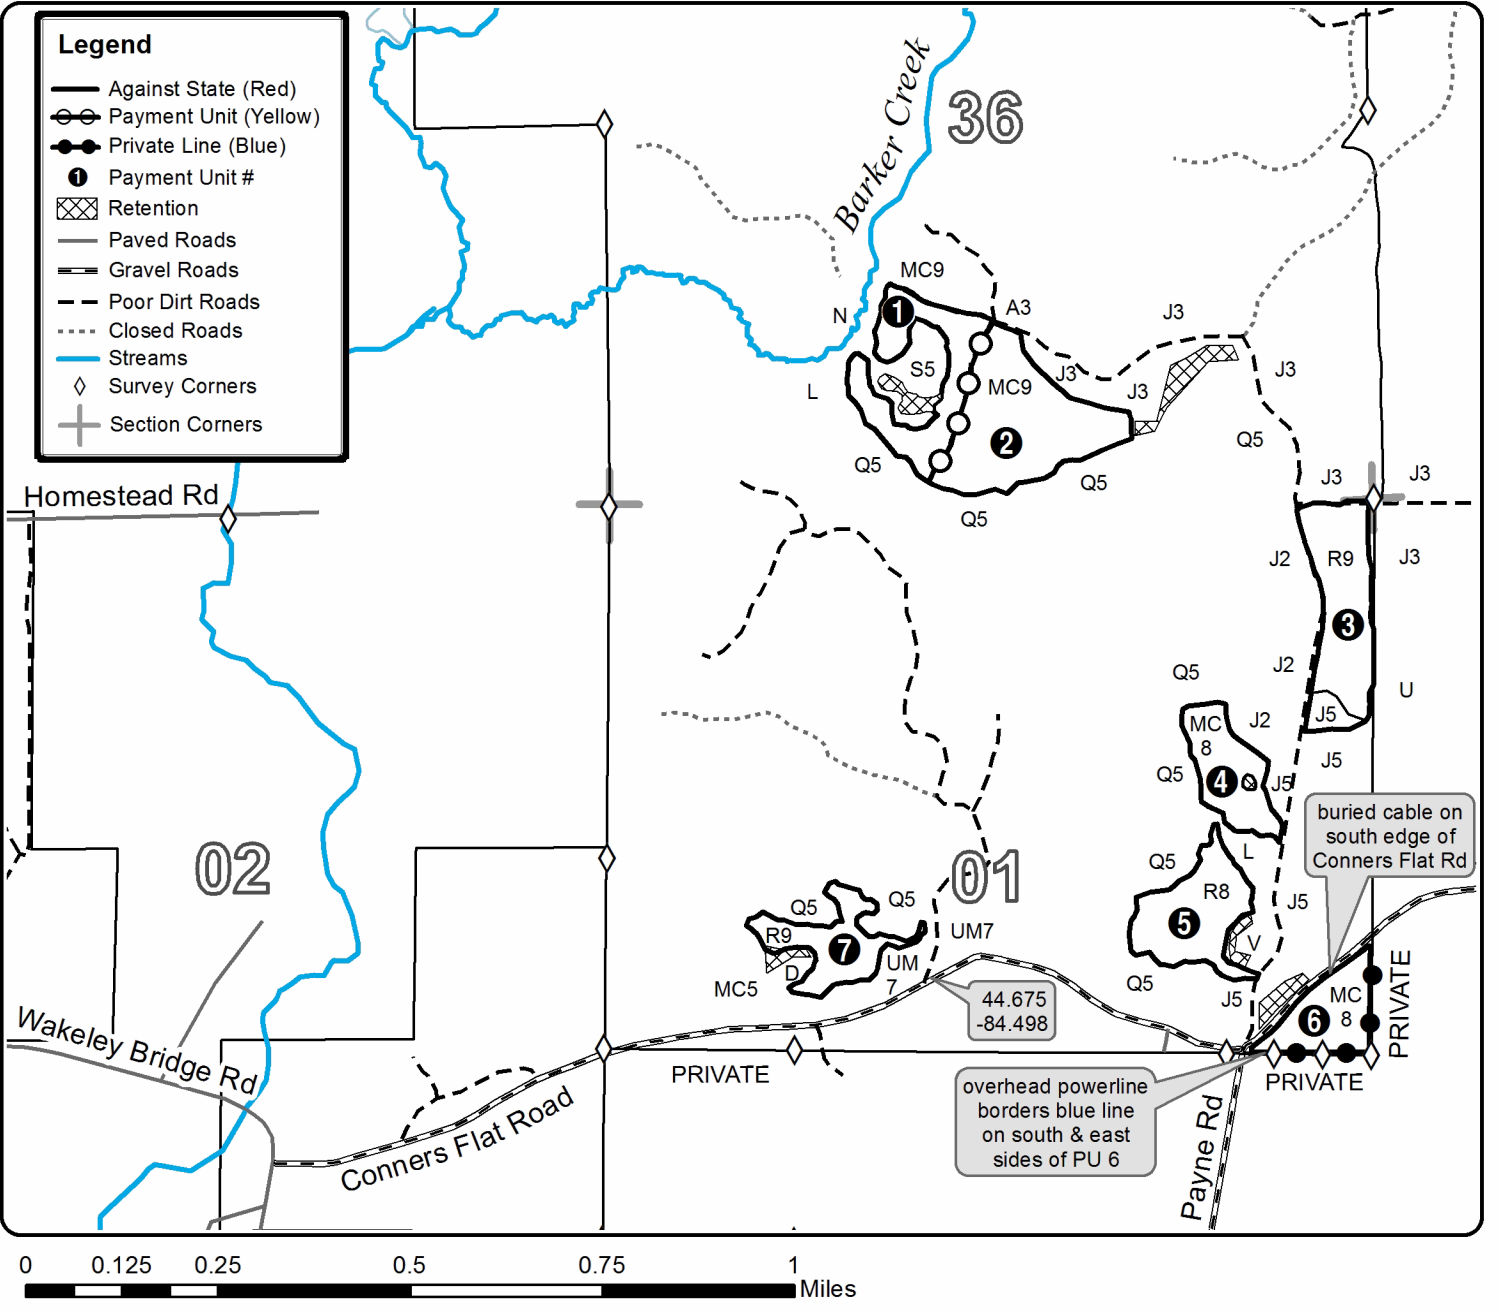 Legend
Against State (Red)
Payment Unit (Yellow)
Private Line (Blue)
1 Payment Unit #
Retention
Paved Roads
Gravel Roads
Poor Dirt Roads
Closed Roads
Streams
Survey Corners
Section Corners
Barker Creek
36
MC9
N
1
A3
J3
S5
L
MC9
J3
J3
J3
2
Q5
Q5
Q5
Q5
J3
J3
Homestead Rd
J2
R9
J3
3
J2
Q5
U
MC
8
J2
J5
Q5
4
J5
J5
buried cable on
south edge of
Conners Flat Rd
02
01
L
Q5
R8
J5
5
V
Q5
J5
Q5
Q5
R9
7
UM7
D
UM
7
MC5
44.675
-84.498
MC
8
6
PRIVATE
PRIVATE
PRIVATE
Wakeley Bridge Rd
Conners Flat Road
overhead powerline
borders blue line
on south & east
sides of PU 6
Payne Rd
0 0.125 0.25 0.5 0.75 1
Miles